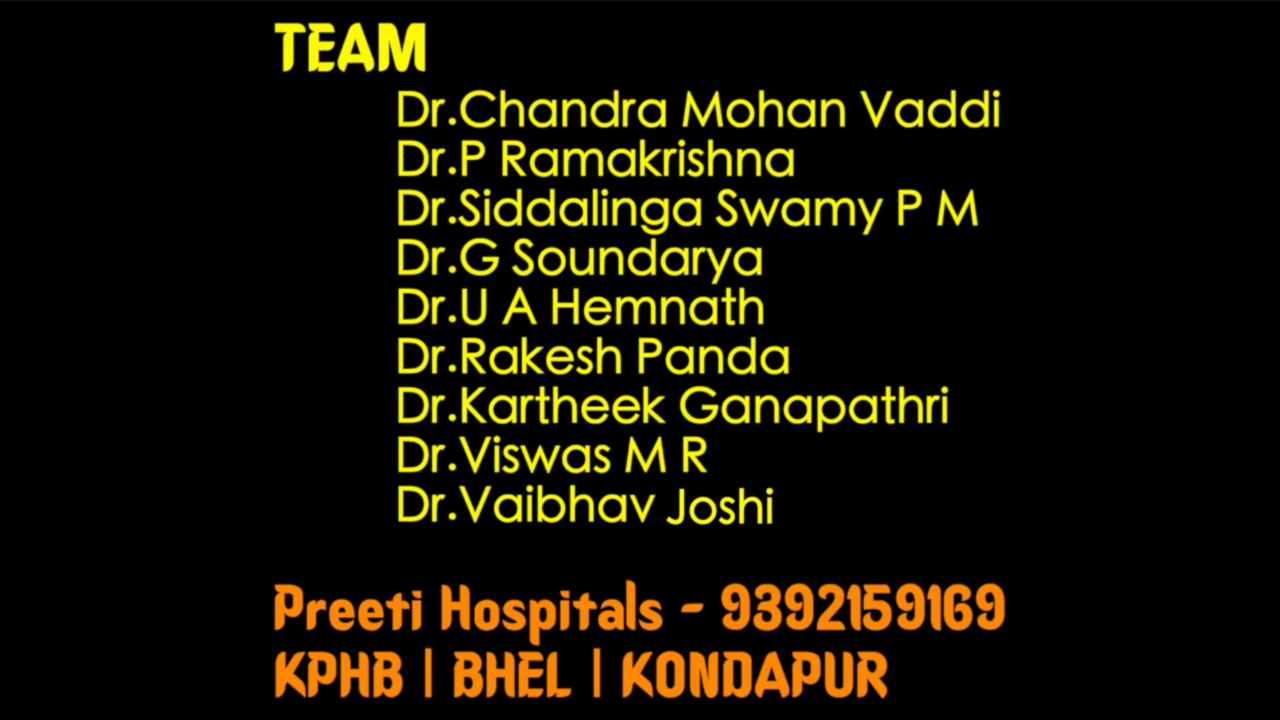 TEAM
Dr.Chandra Mohan Vaddi
Dr.P Ramakrishna
Dr.Siddalinga Swamy P M
Dr.G Soundarya
Dr.U A Hemnath
Dr.Rakesh Panda
Dr.Kartheek Ganapathri
Dr.Viswas M R
Dr.Vaibhav Joshi
Preeti Hospitals - 9392159169
KPHB | BHEL | KONDAPUR